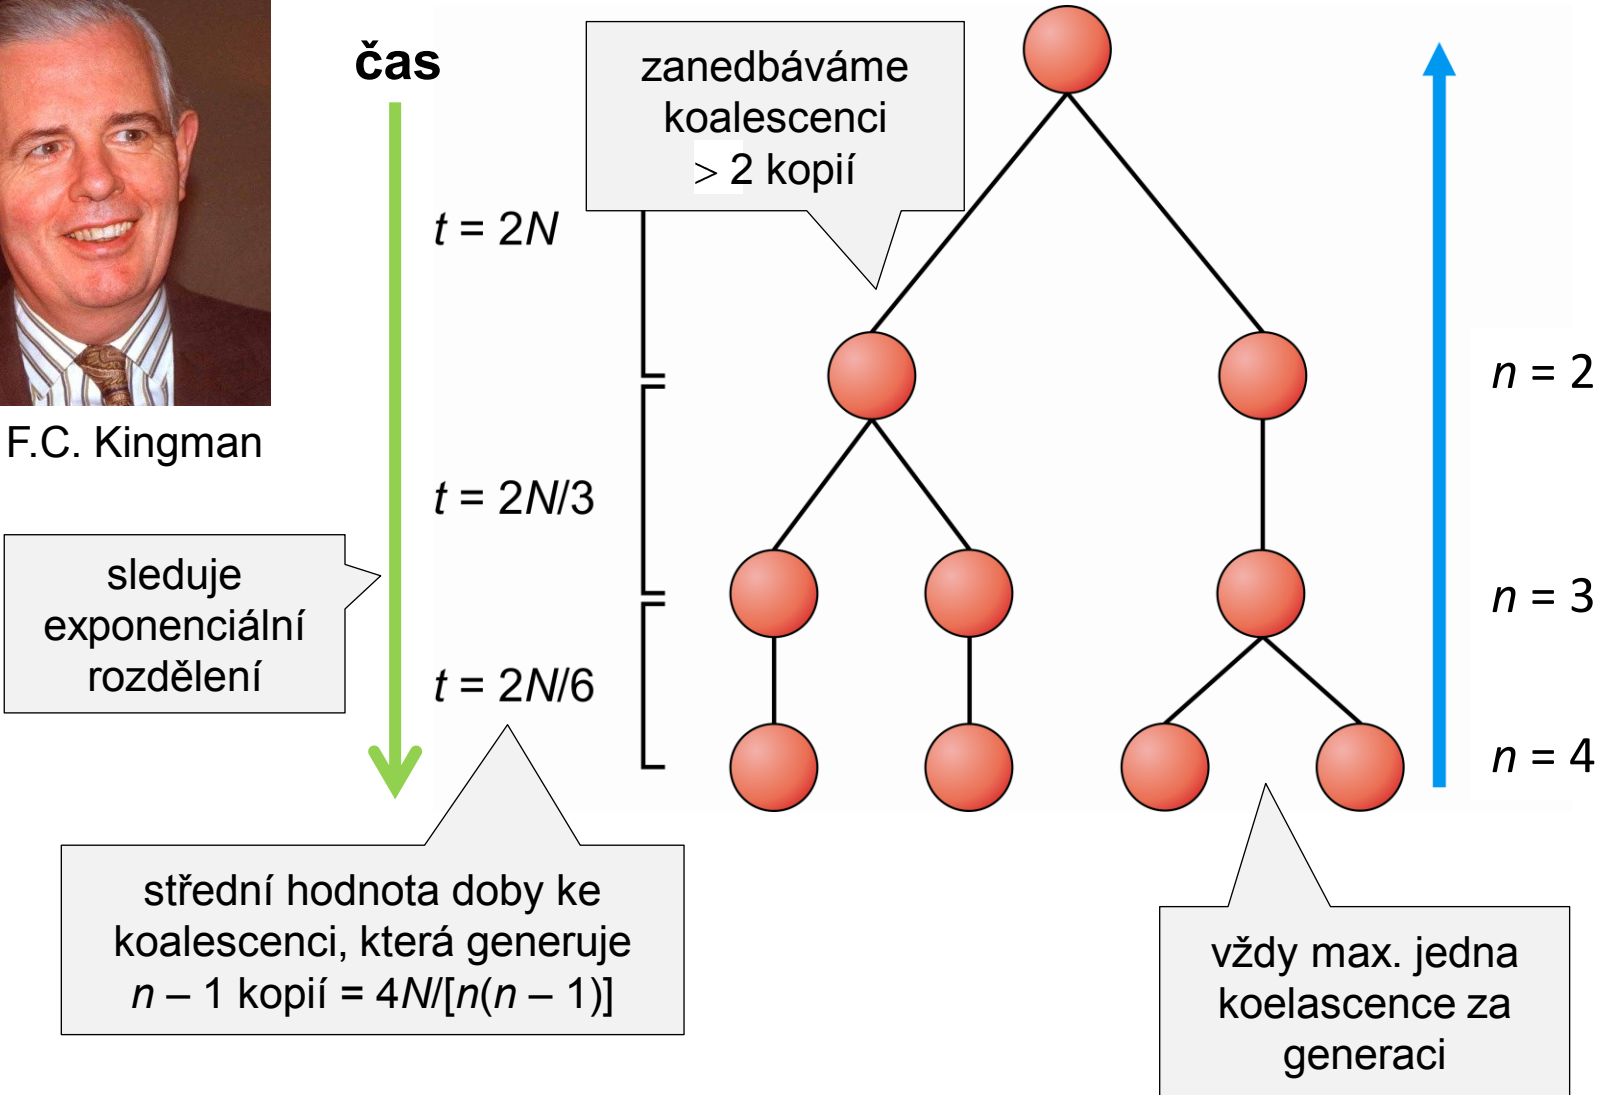 čas
zanedbáváme
koalescenci
> 2 kopií
t = 2N
n = 2
F.C. Kingman
t = 2N/3
sleduje
exponenciální
rozdělení
n = 3
t = 2N/6
n = 4
střední hodnota doby ke
koalescenci, která generuje
n – 1 kopií = 4N/[n(n – 1)]
vždy max. jedna
koelascence za
generaci